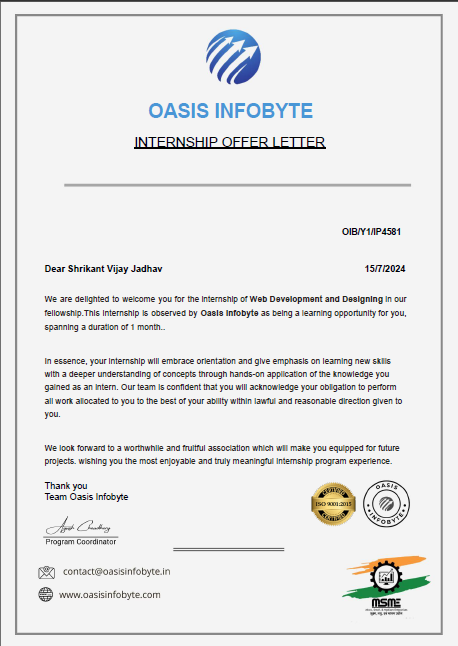 OASIS INFOBYTE
INTERNSHIP OFFER LETTER
OIB/Y1/IP4581
Dear Shrikant Vijay Jadhav 15/7/2024
We are delighted to welcome you for the internship of Web Development and Designing in our
fellowship.This internship is observed by Oasis Infobyte as being a learning opportunity for you,
spanning a duration of 1 month..
In essence, your internship will embrace orientation and give emphasis on learning new skills
with a deeper understanding of concepts through hands-on application of the knowledge you
gained as an intern. Our team is confident that you will acknowledge your obligation to perform
all work allocated to you to the best of your ability within lawful and reasonable direction given to
you.
We look forward to a worthwhile and fruitful association which will make you equipped for future
projects. wishing you the most enjoyable and truly meaningful internship program experience.
Thank you
Team Oasis Infobyte
CERTIFIED
ISO 9001:2015
CERTIFIED
OASIS
INFOBYTE
Program Coordinator
contact@oasisinfobyte.in
www.oasisinfobyte.com
MSME